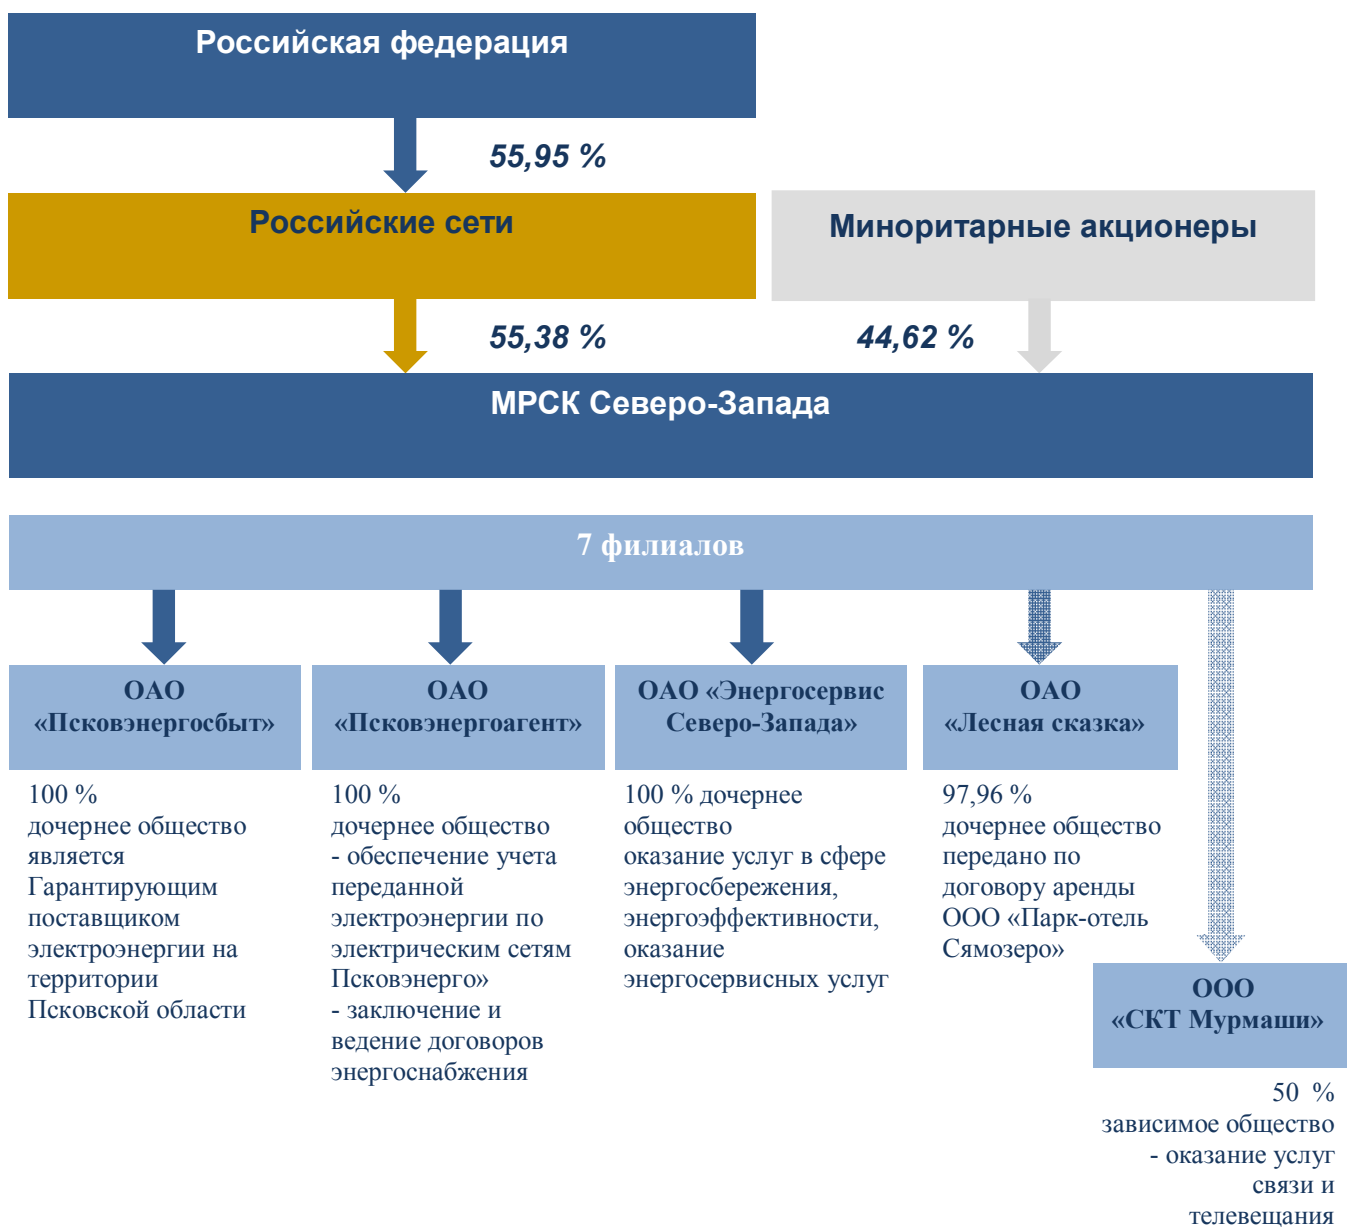 Российская федерация
55,95 %
Российские сети
Миноритарные акционеры
55,38 %
44,62 %
МРСК Северо-Запада
7 филиалов
ОАО
«Псковэнергосбыт»
100 %
дочернее общество
является
Гарантирующим
поставщиком
электроэнергии на
территории
Псковской области
ОАО
«Псковэнергоагент»
100 %
дочернее общество
- обеспечение учета
переданной
электроэнергии по
электрическим сетям
Псковэнерго»
- заключение и
ведение договоров
энергоснабжения
ОАО «Энергосервис
Северо-Запада»
100 % дочернее
общество
оказание услуг в сфере
энергосбережения,
энергоэффективности,
оказание
энергосервисных услуг
ОАО
«Лесная сказка»
97,96 %
дочернее общество
передано по
договору аренды
ООО «Парк-отель
Сямозеро»
ООО
«СКТ Мурмаши»
50 %
зависимое общество
- оказание услуг
связи и
телевещания